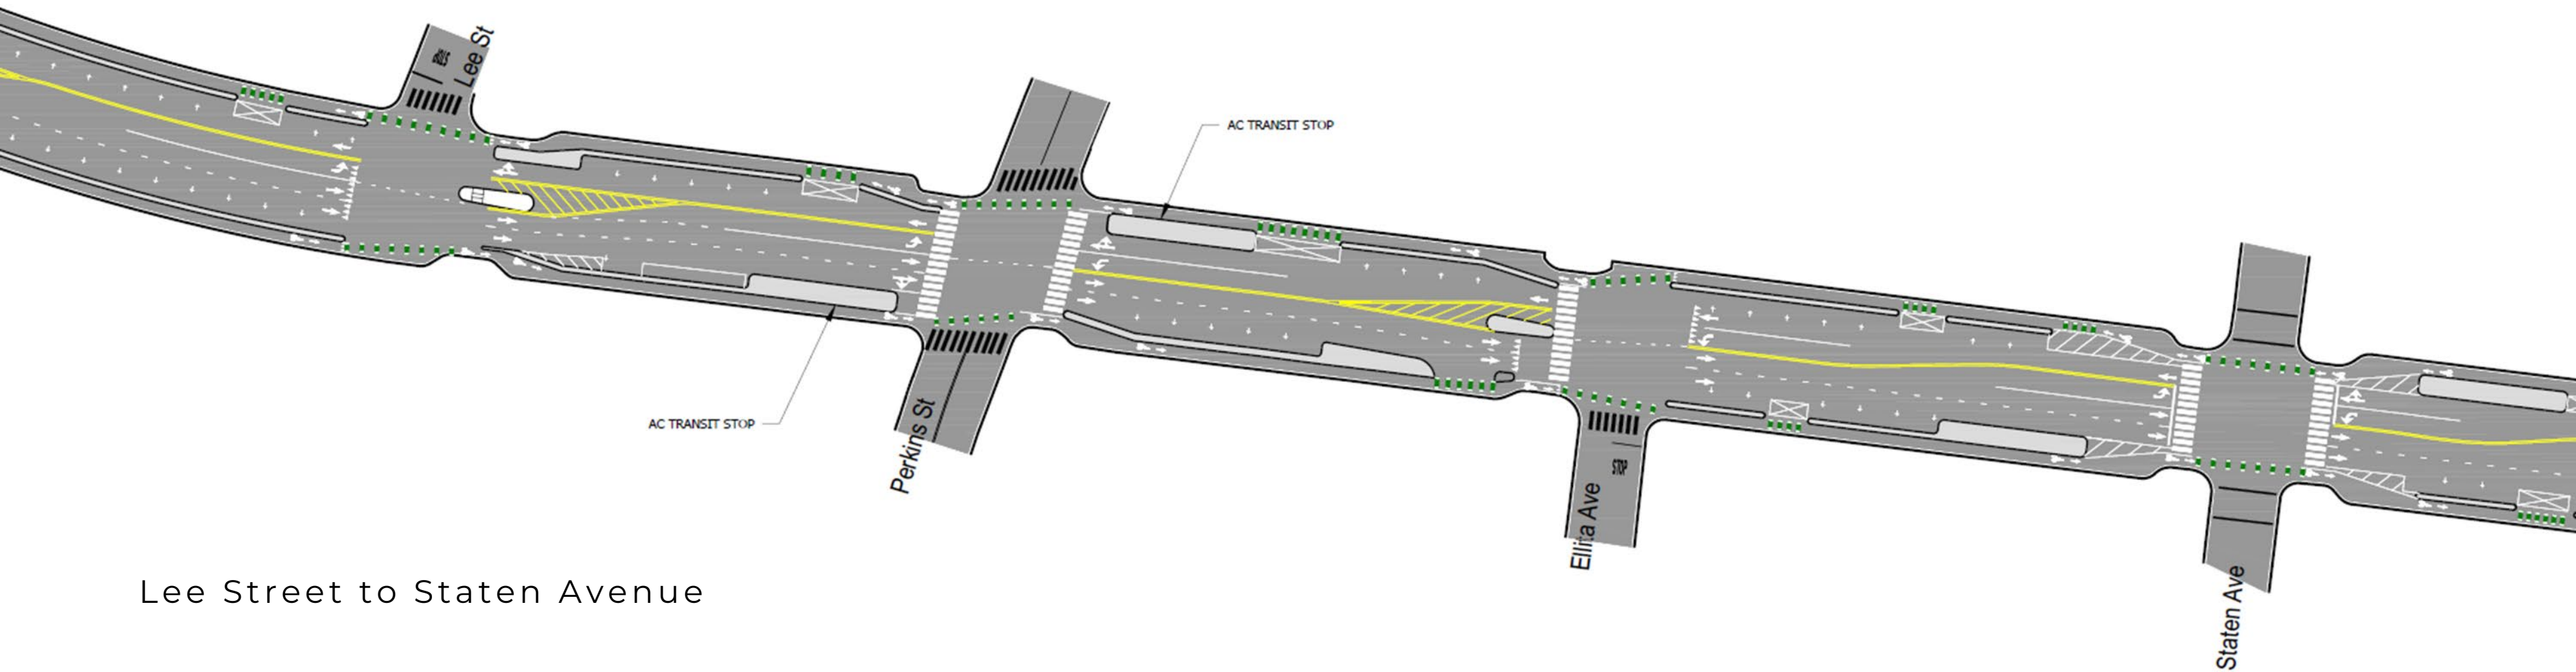 Lee St
AC TRANSIT STOP
AC TRANSIT STOP
Perkins St
STOP
Ellita Ave
Staten Ave
Lee Street to Staten Avenue